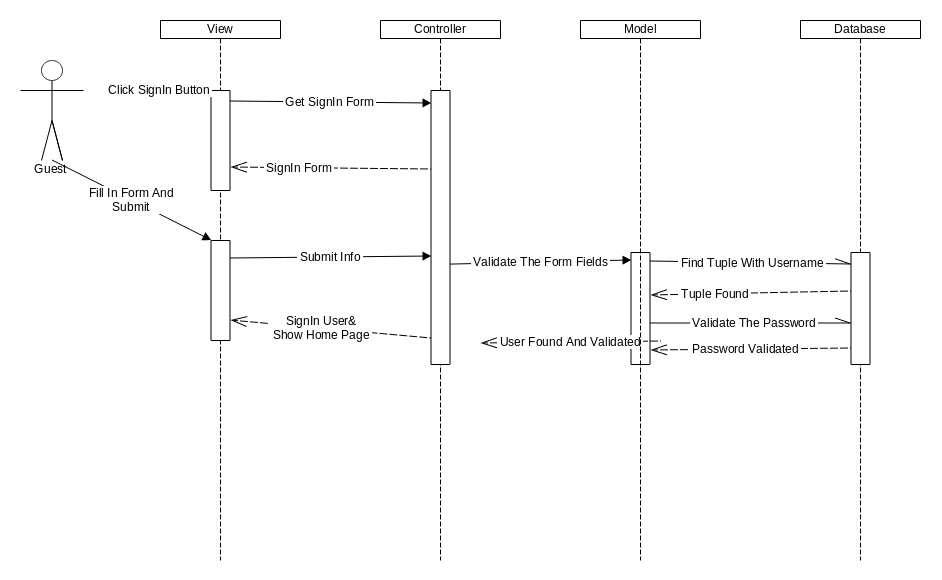 View
Controller
Model
Database
Click SignIn Button
Get SignIn Form
SignIn Form
Guest
Fill In Form And
Submit
Submit Info
Validate The Form Fields
Find Tuple With Username
Tuple Found
SignIn User&
Show Home Page
Validate The Password
User Found And Validated
Password Validated